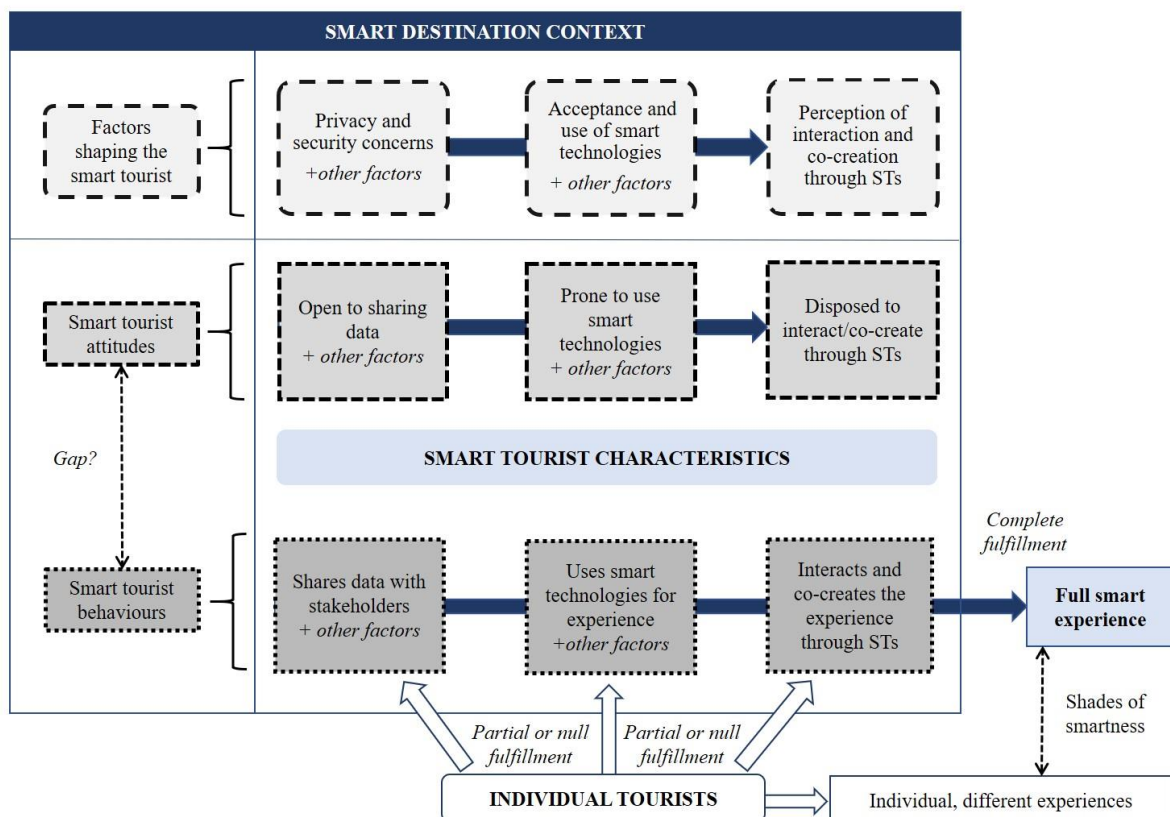 SMART DESTINATION CONTEXT
Factors
shaping the
smart tourist
Privacy and
security concerns
+other factors
Acceptance and
use of smart
technologies
+ other factors
Perception of
interaction and
co-creation
through STs
Smart tourist
attitudes
Open to sharing
data
+ other factors
Prone to use
smart
technologies
+ other factors
Disposed to
interact/co-create
through STs
Gap?
SMART TOURIST CHARACTERISTICS
Smart tourist
behaviours
Shares data with
stakeholders
+ other factors
Uses smart
technologies for
experience
+other factors
Interacts and
co-creates the
experience
through STs
Complete
fulfillment
Full smart
experience
Partial or null
fulfillment
Partial or null
fulfillment
Shades of
smartness
INDIVIDUAL TOURISTS
Individual, different experiences